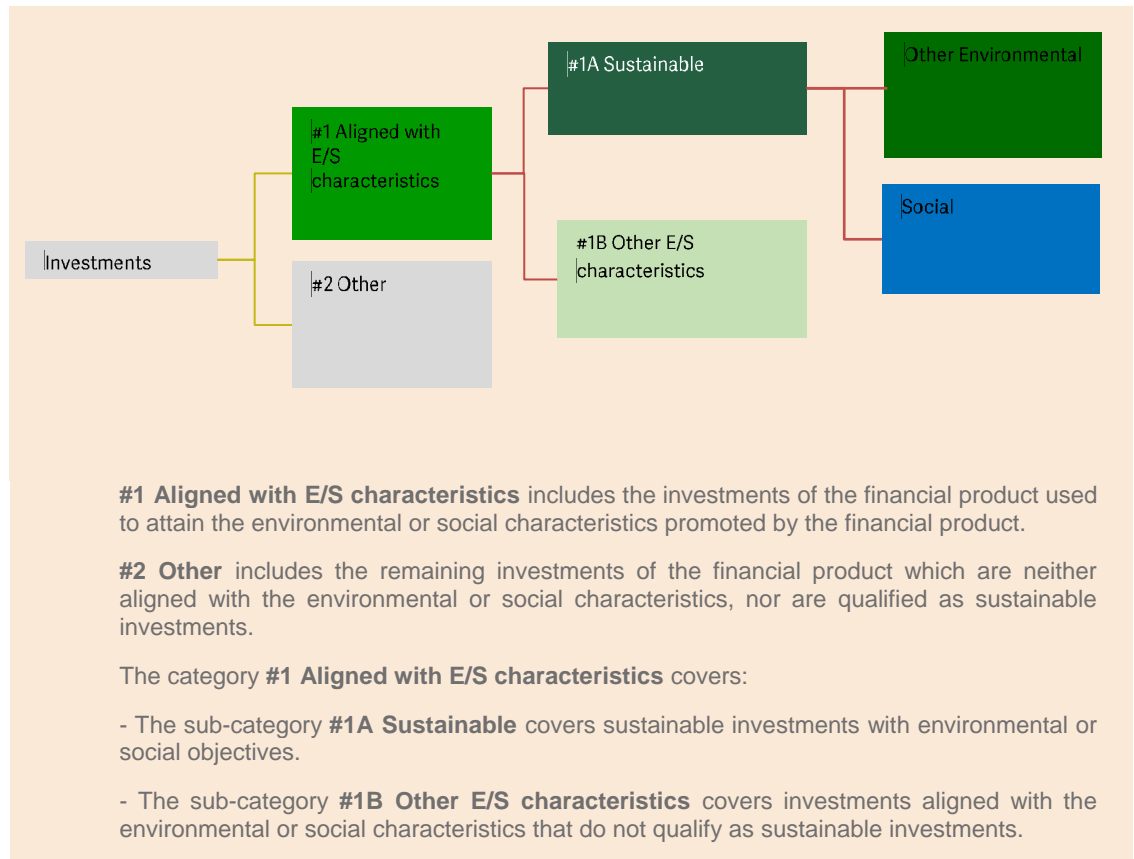 #1A Sustainable
Other Environmental
#1 Aligned with
E/S
characteristics
Social
#1B Other E/S
characteristics
Investments
#2 Other
#1 Aligned with E/S characteristics includes the investments of the financial product used
to attain the environmental or social characteristics promoted by the financial product.
#2 Other includes the remaining investments of the financial product which are neither
aligned with the environmental or social characteristics, nor are qualified as sustainable
investments.
The category #1 Aligned with E/S characteristics covers:
- The sub-category #1A Sustainable covers sustainable investments with environmental or
social objectives.
- The sub-category #1B Other E/S characteristics covers investments aligned with the
environmental or social characteristics that do not qualify as sustainable investments.